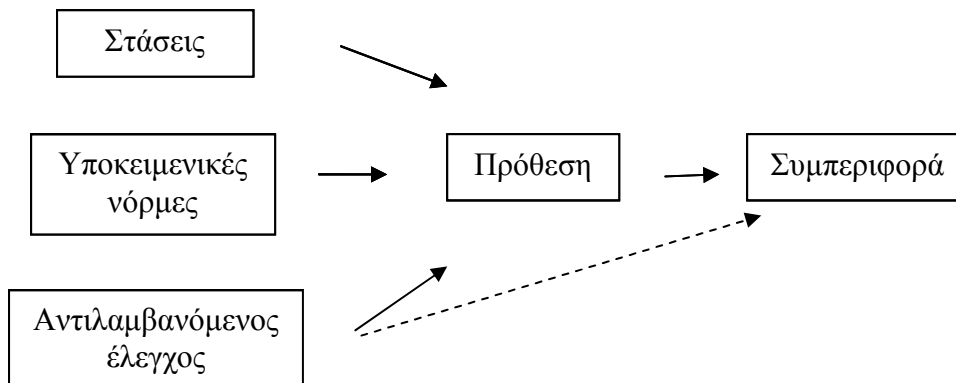 Στάσεις
Υποκειμενικές
νόρμες
Πρόθεση
Συμπεριφορά
Αντιλαμβανόμενος
έλεγχος